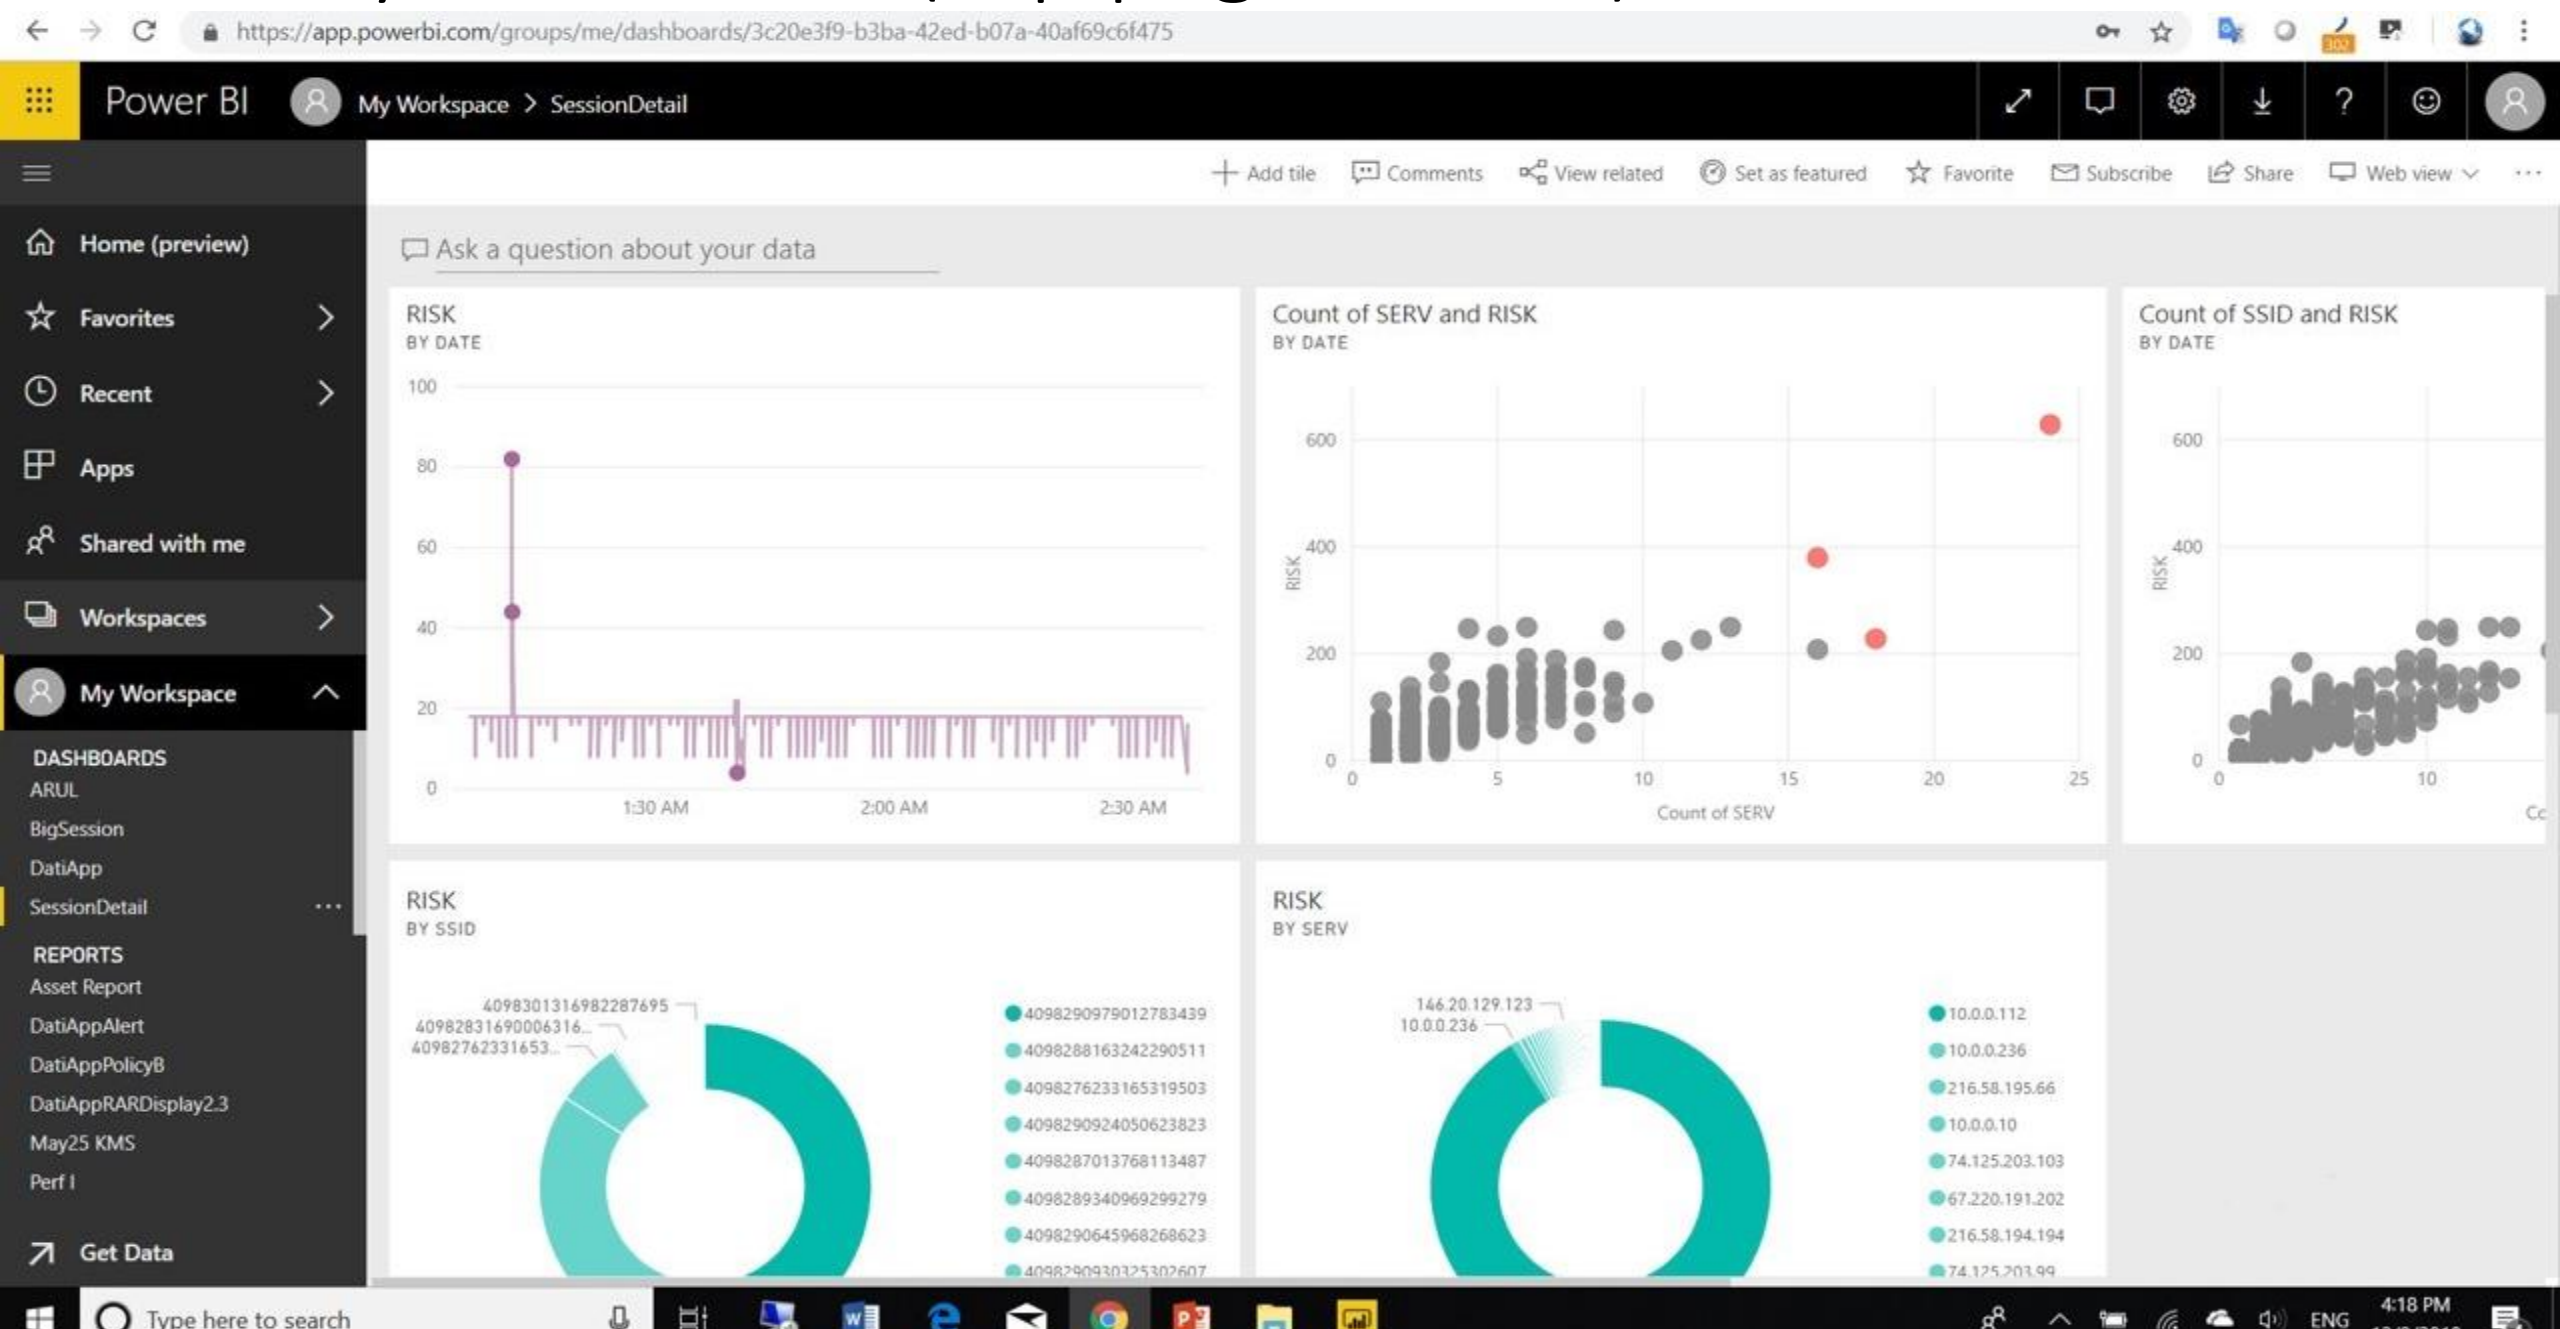 https://app.powerbi.com/groups/me/dashboards/3c20e3f9-b3ba-42ed-b07a-40af69c6f475
302
Power BI
My Workspace > SessionDetail
Add tile
Comments
View related
Set as featured
Favorite
Subscribe
Share
Web view
Home (preview)
Favorites
Recent
Apps
Shared with me
Workspaces
My Workspace
DASHBOARDS
ARUL
BigSession
DatiApp
SessionDetail
REPORTS
Asset Report
DatiAppAlert
DatiAppPolicyB
DatiAppRARDisplay2.3
May25 KMS
Perf I
Get Data
Ask a question about your data
RISK
BY DATE
100
80
60
40
20
0
1:30 AM
2:00 AM
2:30 AM
Count of SERV and RISK
BY DATE
RISK
600
400
200
0
0
5
10
15
20
25
Count of SERV
Count of SSID and RISK
BY DATE
RISK
600
400
200
0
0
10
RISK
BY SSID
4098301316982287695
40982831690006316...
40982762331653...
4098290979012783439
4098288163242290511
4098276233165319503
4098290924050623823
4098287013768113487
4098289340969299279
4098290645968268623
4098290930325302607
RISK
BY SERV
146.20.129.123
10.0.0.236
10.0.0.112
10.0.0.236
216.58.195.66
10.0.0.10
74.125.203.103
67.220.191.202
216.58.194.194
74.125.203.99
Type here to search
ENG
4:18 PM